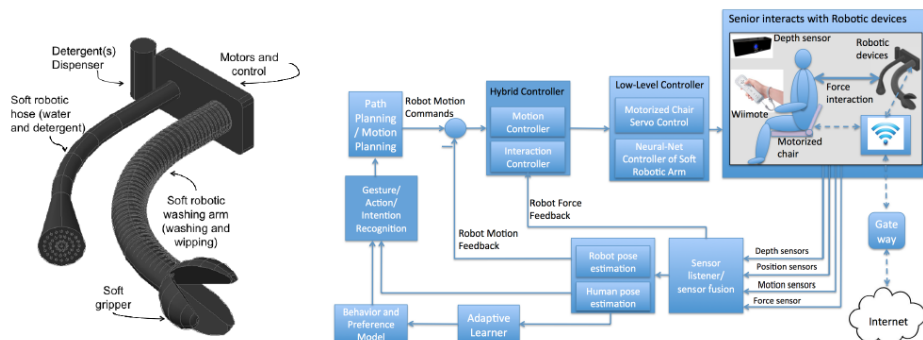 Detergent(s)
Dispenser
Motors and
control
Soft robotic
hose (water
and detergent)
Soft robotic
washing arm
(washing and
wipping)
Soft
gripper
Senior interacts with Robotic devices
Depth sensor
Robotic
devices
Force
interaction
Wiimote
Motorized
chair
Path
Planning
/ Motion
Planning
Robot Motion
Commands
Hybrid Controller
Motion
Controller
Interaction
Controller
Low-Level Controller
Motorized Chair
Servo Control
Neural-Net
Controller of Soft
Robotic Arm
Gesture/
Action/
Intention
Recognition
Robot Force
Feedback
Robot Motion
Feedback
Robot pose
estimation
Human pose
estimation
Sensor
listener/
sensor fusion
Depth sensors
Position sensors
Motion sensors
Force sensor
Gate
way
Internet
Behavior and
Preference
Model
Adaptive
Learner